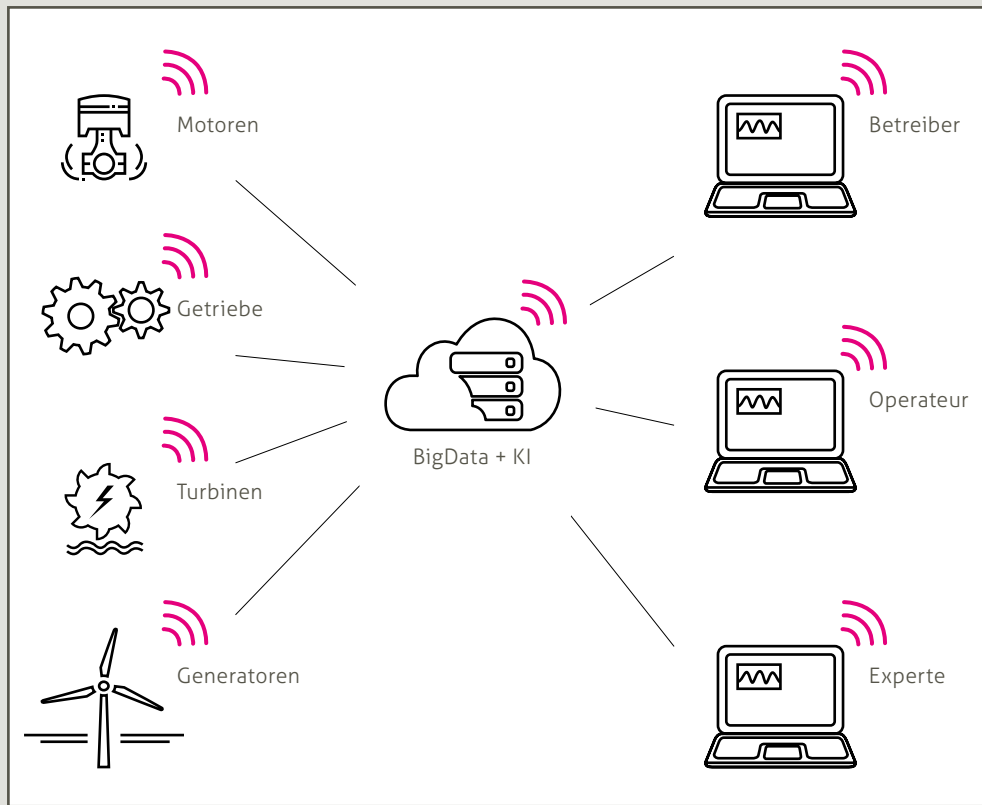 Motoren
Betreiber
Getriebe
Operateur
BigData + KI
Turbinen
Generatoren
Experte